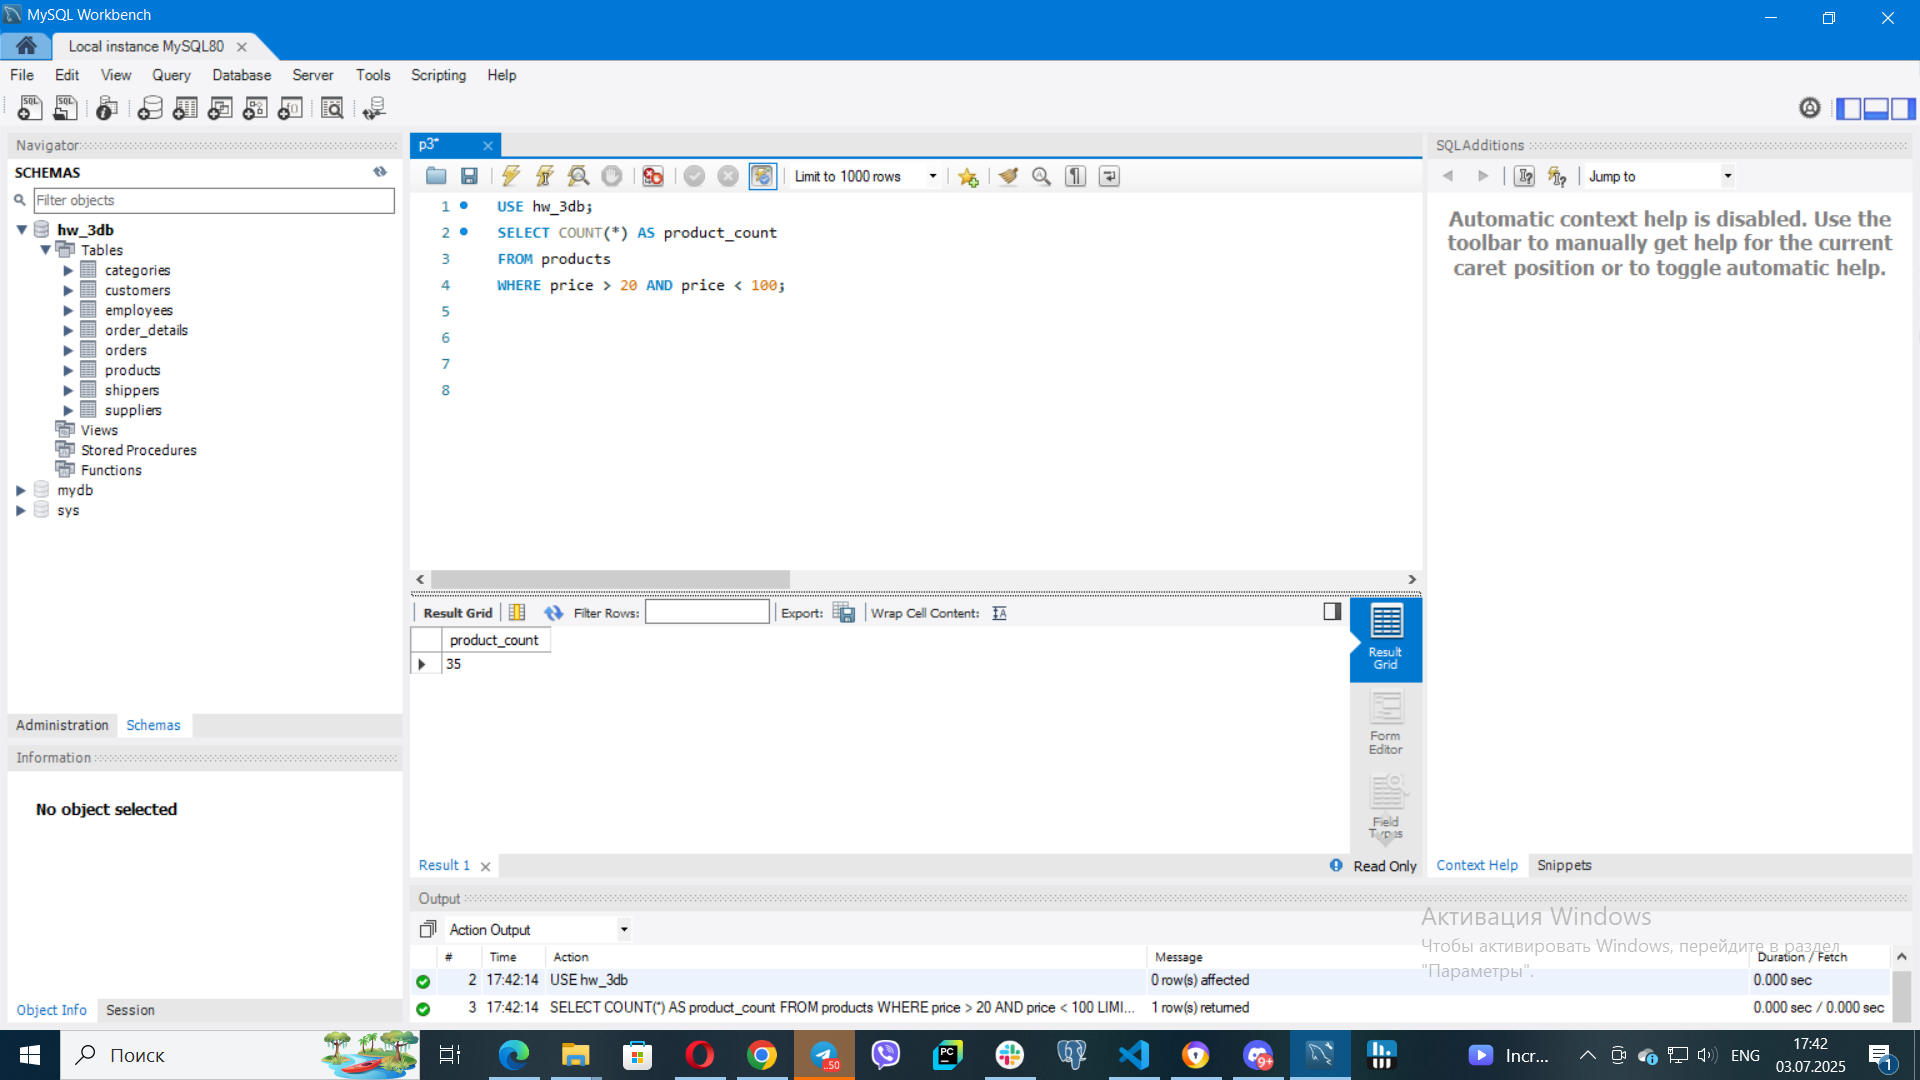 MySQL Workbench
Local instance MySQL80
File Edit View Query Database Server Tools Scripting Help
Navigator
SCHEMAS
Filter objects
hw_3db
Tables
categories
customers
employees
order_details
orders
products
shippers
suppliers
Views
Stored Procedures
Functions
mydb
sys
Administration Schemas
Information
No object selected
Object Info Session
p3*
Limit to 1000 rows
1 USE hw_3db;
2 SELECT COUNT(*) AS product_count
3 FROM products
4 WHERE price > 20 AND price < 100;
5
6
7
8
Result Grid Filter Rows: Export: Wrap Cell Content:
product_count
35
Result Grid
Form Editor
Field Types
Result 1
Read Only
SQLAdditions
Jump to
Automatic context help is disabled. Use the
toolbar to manually get help for the current
caret position or to toggle automatic help.
Context Help Snippets
Output
Action Output
# Time Action Message Duration / Fetch
2 17:42:14 USE hw_3db 0 row(s) affected 0.000 sec
3 17:42:14 SELECT COUNT(*) AS product_count FROM products WHERE price > 20 AND price < 100 LIMI... 1 row(s) returned 0.000 sec / 0.000 sec
Активация Windows
Чтобы активировать Windows, перейдите в раздел
"Параметры".
Поиск
.50
PC
9+
Incr...
ENG
17:42
03.07.2025
1